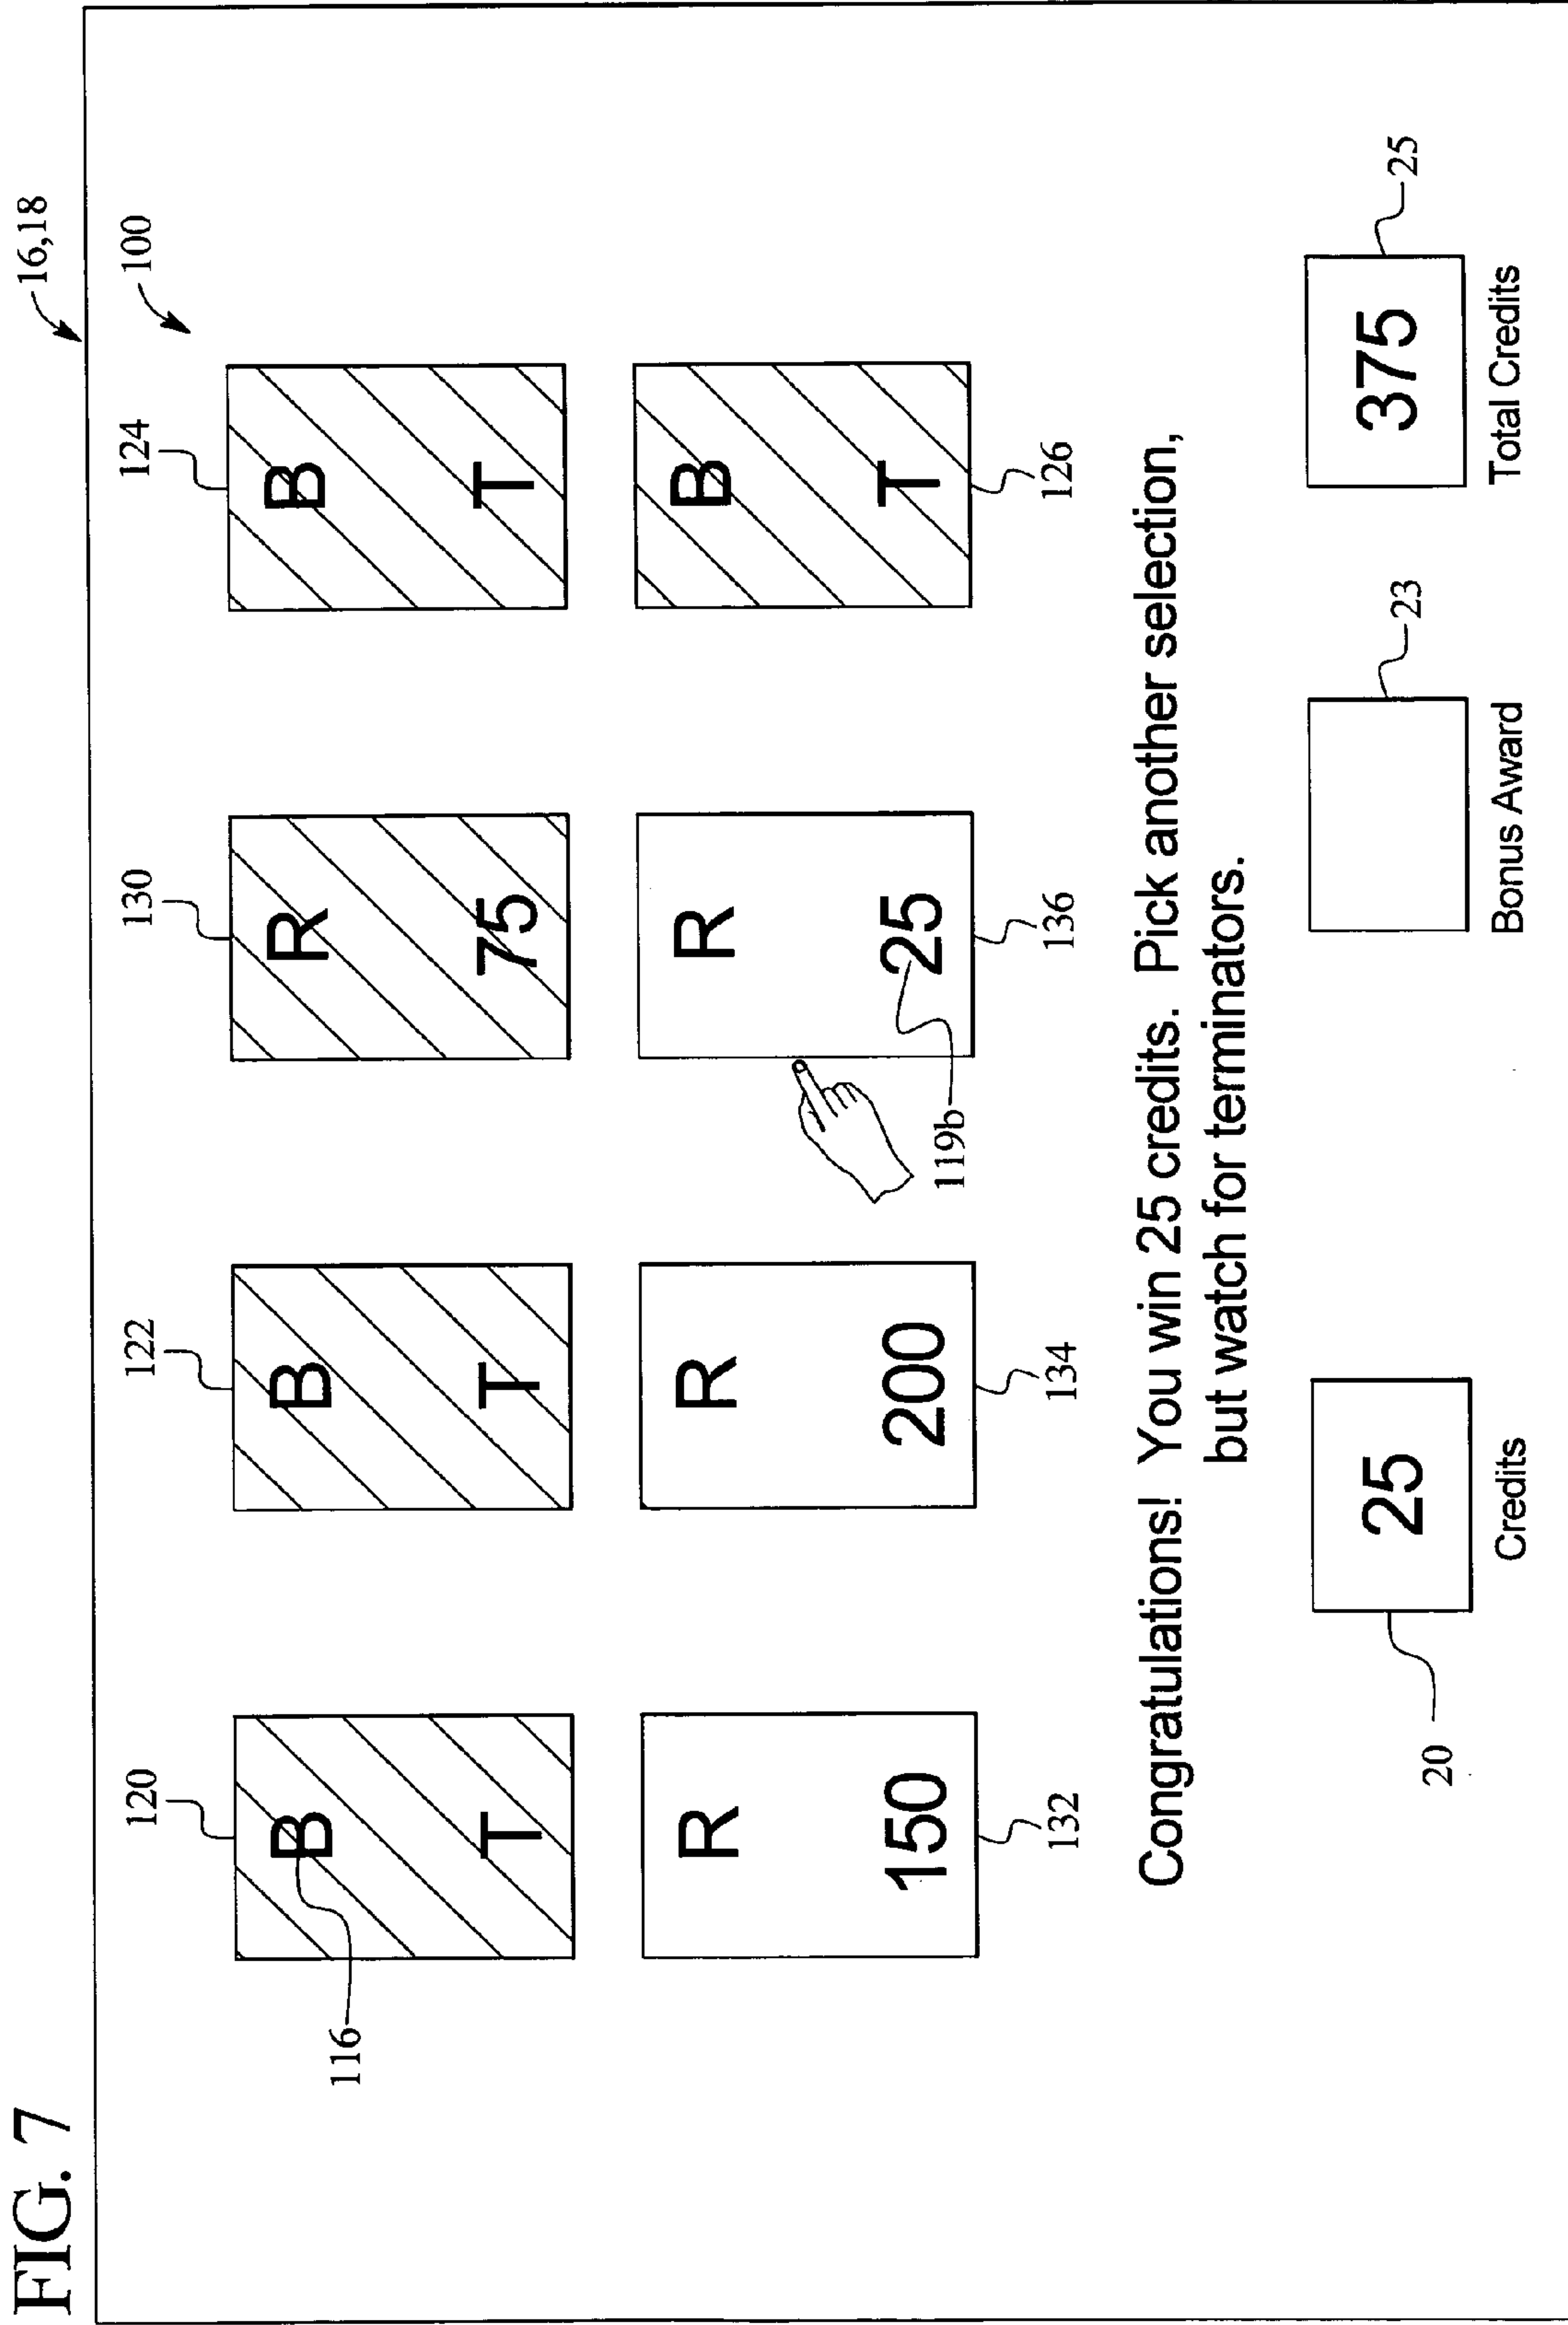 FIG. 7
16,18
100
120
122
130
124
B
B
R
B
116
T
T
75
T
R
R
R
B
150
200
25
T
119b
132
134
136
126
Congratulations! You win 25 credits. Pick another selection,
but watch for terminators.
20
25
23
375
25
Credits
Bonus Award
Total Credits